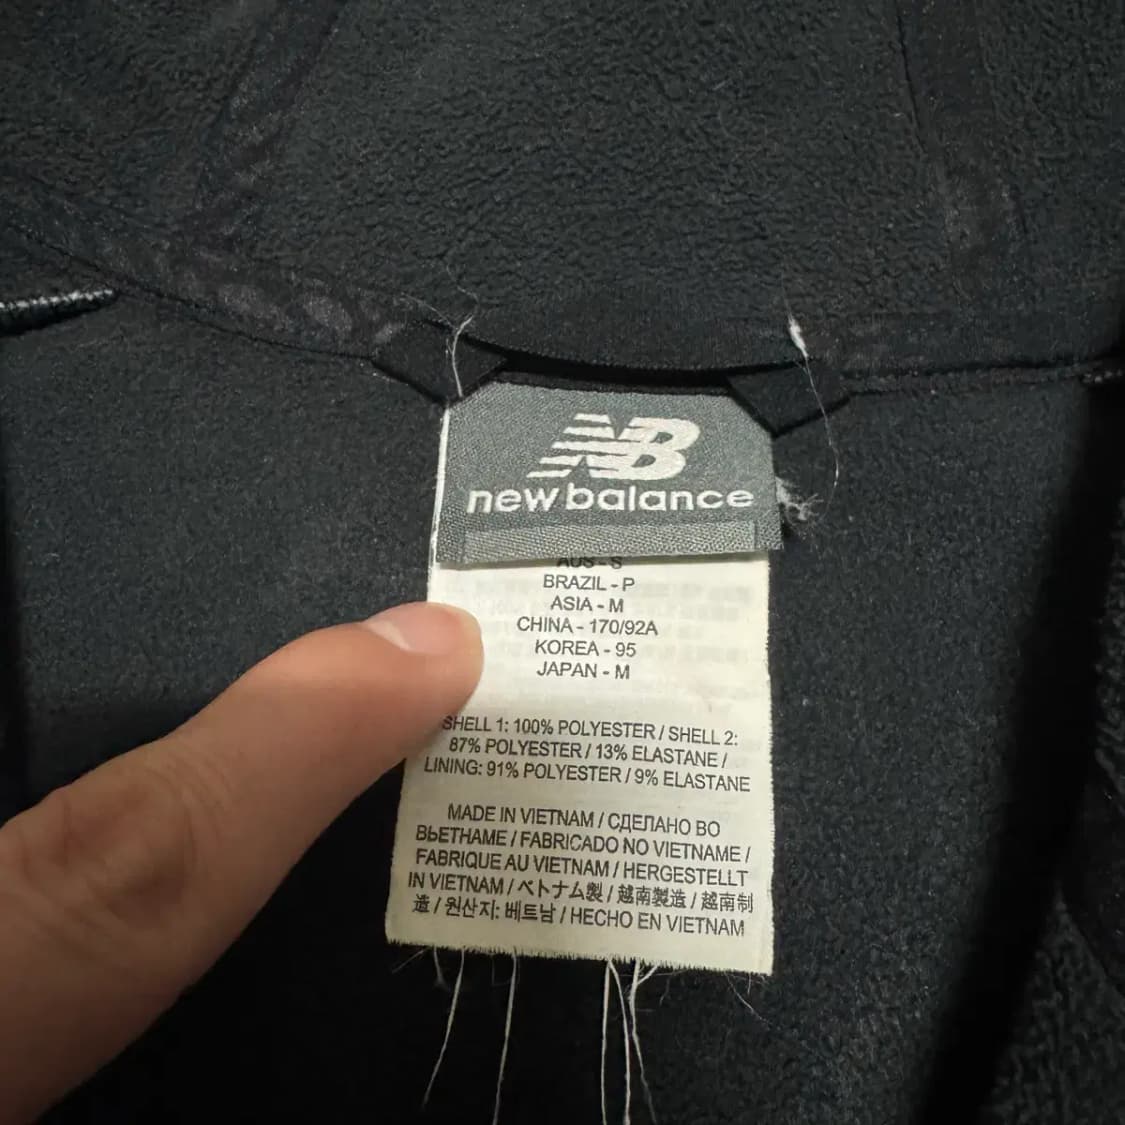 NB
new balance
AUS - S
BRAZIL - P
ASIA - M
CHINA - 170/92A
KOREA - 95
JAPAN - M
SHELL 1: 100% POLYESTER / SHELL 2:
87% POLYESTER / 13% ELASTANE /
LINING: 91% POLYESTER / 9% ELASTANE
MADE IN VIETNAM / СДЕЛАНО ВО
ВЬЕТНАМЕ / FABRICADO NO VIETNAME /
FABRIQUE AU VIETNAM / HERGESTELLT
IN VIETNAM / ベトナム製 / 越南製造 / 越南制
造 / 원산지: 베트남 / HECHO EN VIETNAM